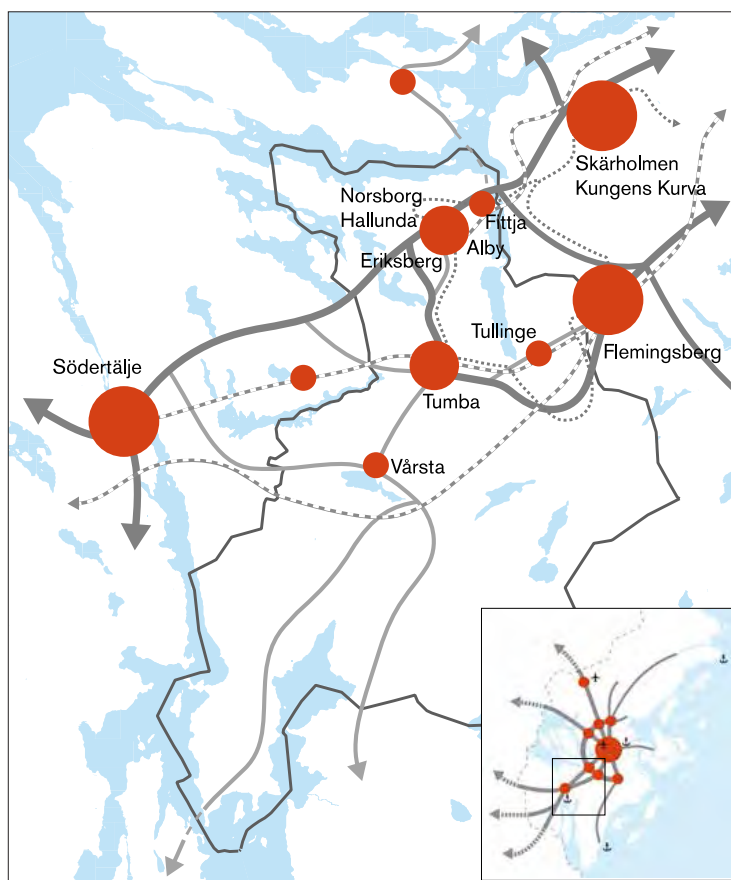 Skärholmen
Kungens Kurva
Norsborg
Hallunda
Fittja
Alby
Eriksberg
Tullinge
Flemingsberg
Södertälje
Tumba
Vårsta